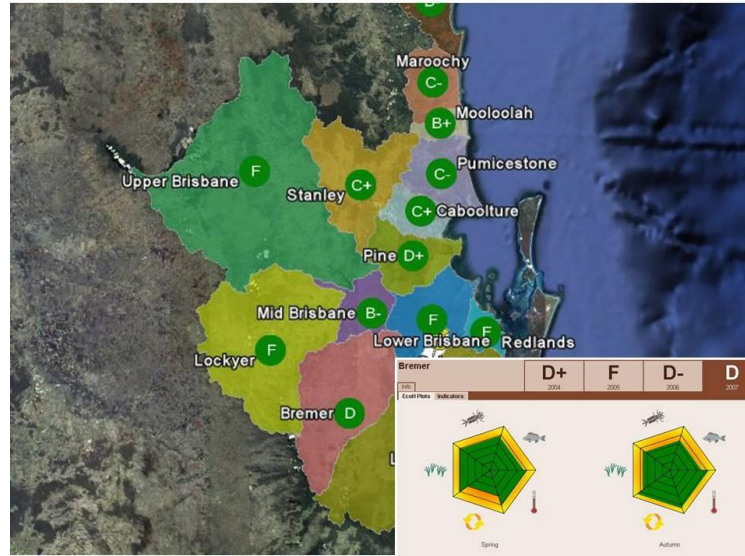 Maroochy
C-
Mooloolah
B+
Pumicestone
C-
Upper Brisbane
F
Stanley
C+
C+
Caboolture
Pine
D+
Mid Brisbane
B-
F
Lower Brisbane
F
Redlands
Lockyer
F
Bremer
D
L
Bremer
D+
F
D-
D
Info
2004
2005
2006
2007
EcoH Plots
Indicators
Spring
Autumn